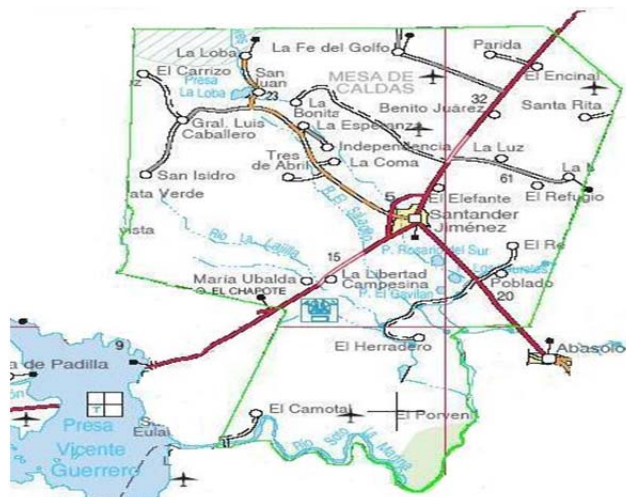 La Loba
La Fe del Golfo
Parida
El Carrizo
San
Juan
MESA DE
CALDAS
El Encinal
Presa
La Loba
23
32
La
Bonita
Benito Juárez
Santa Rita
Gral. Luis
Caballero
La Esperanza
Independencia
La Luz
Tres
de Abril
La Coma
San Isidro
61
ata Verde
El Refugio
5
El Elefante
Santander
Jiménez
vista
Río La Lajilla
15
P. Rosario del Sur
María Ubalda
La Libertad
Campesina
Poblado
EL CHAPOTE
P. El Gavilan
20
9
El Herradero
Abasolo
a de Padilla
El Camotal
El Porveni
Presa
Vicente
Guerrero
Eulal